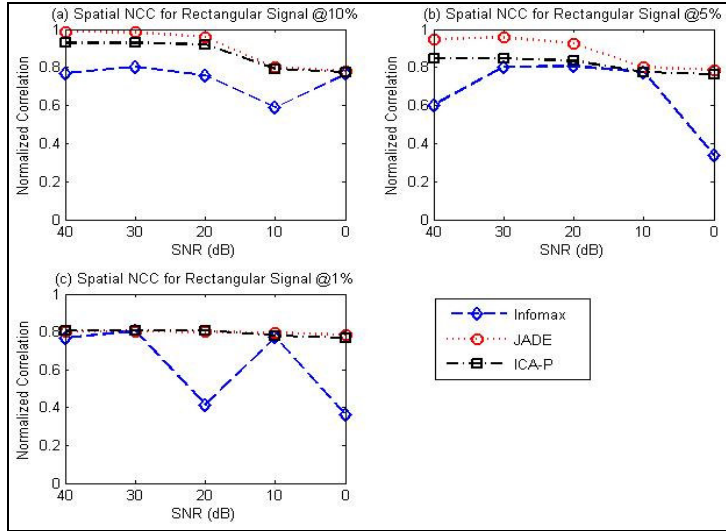 (a) Spatial NCC for Rectangular Signal @10%
Normalized Correlation
1
0.8
0.6
0.4
0.2
0
40 30 20 10 0
SNR (dB)
(b) Spatial NCC for Rectangular Signal @5%
Normalized Correlation
1
0.8
0.6
0.4
0.2
0
40 30 20 10 0
SNR (dB)
(c) Spatial NCC for Rectangular Signal @1%
Normalized Correlation
1
0.8
0.6
0.4
0.2
0
40 30 20 10 0
SNR (dB)
Infomax
JADE
ICA-P